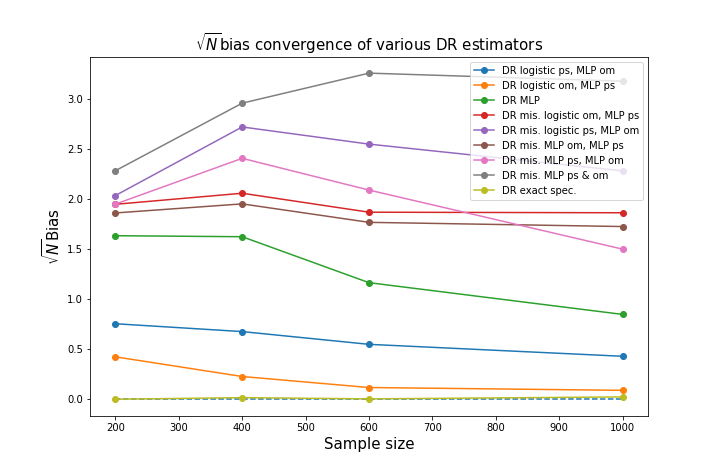 √N bias convergence of various DR estimators
DR logistic ps, MLP om
DR logistic om, MLP ps
DR MLP
DR mis. logistic om, MLP ps
DR mis. logistic ps, MLP om
DR mis. MLP om, MLP ps
DR mis. MLP ps, MLP om
DR mis. MLP ps & om
DR exact spec.
√N Bias
3.0
2.5
2.0
1.5
1.0
0.5
0.0
200 300 400 500 600 700 800 900 1000
Sample size